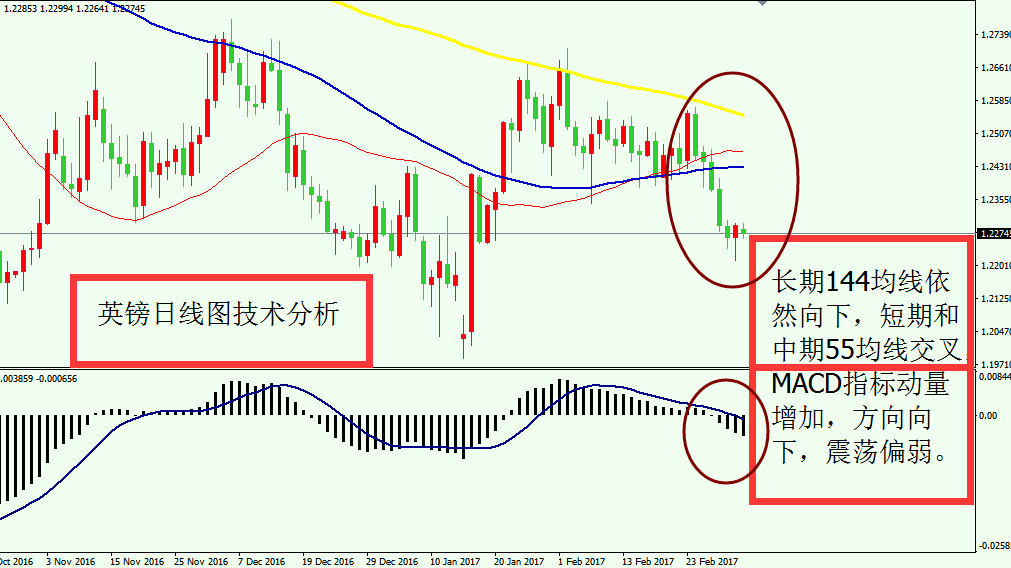 1.22853 1.22994 1.22641 1.22745
1.27390
1.26610
1.25850
1.25070
1.24310
1.23550
1.22745
1.22010
1.21250
1.20470
1.19710
英镑日线图技术分析
长期144均线依
然向下，短期和
中期55均线交叉
MACD指标动量
增加，方向向
下，震荡偏弱。
.003859 -0.000656
0.00844
0.00
-0.0258
Oct 2016
3 Nov 2016
15 Nov 2016
25 Nov 2016
7 Dec 2016
19 Dec 2016
29 Dec 2016
10 Jan 2017
20 Jan 2017
1 Feb 2017
13 Feb 2017
23 Feb 2017